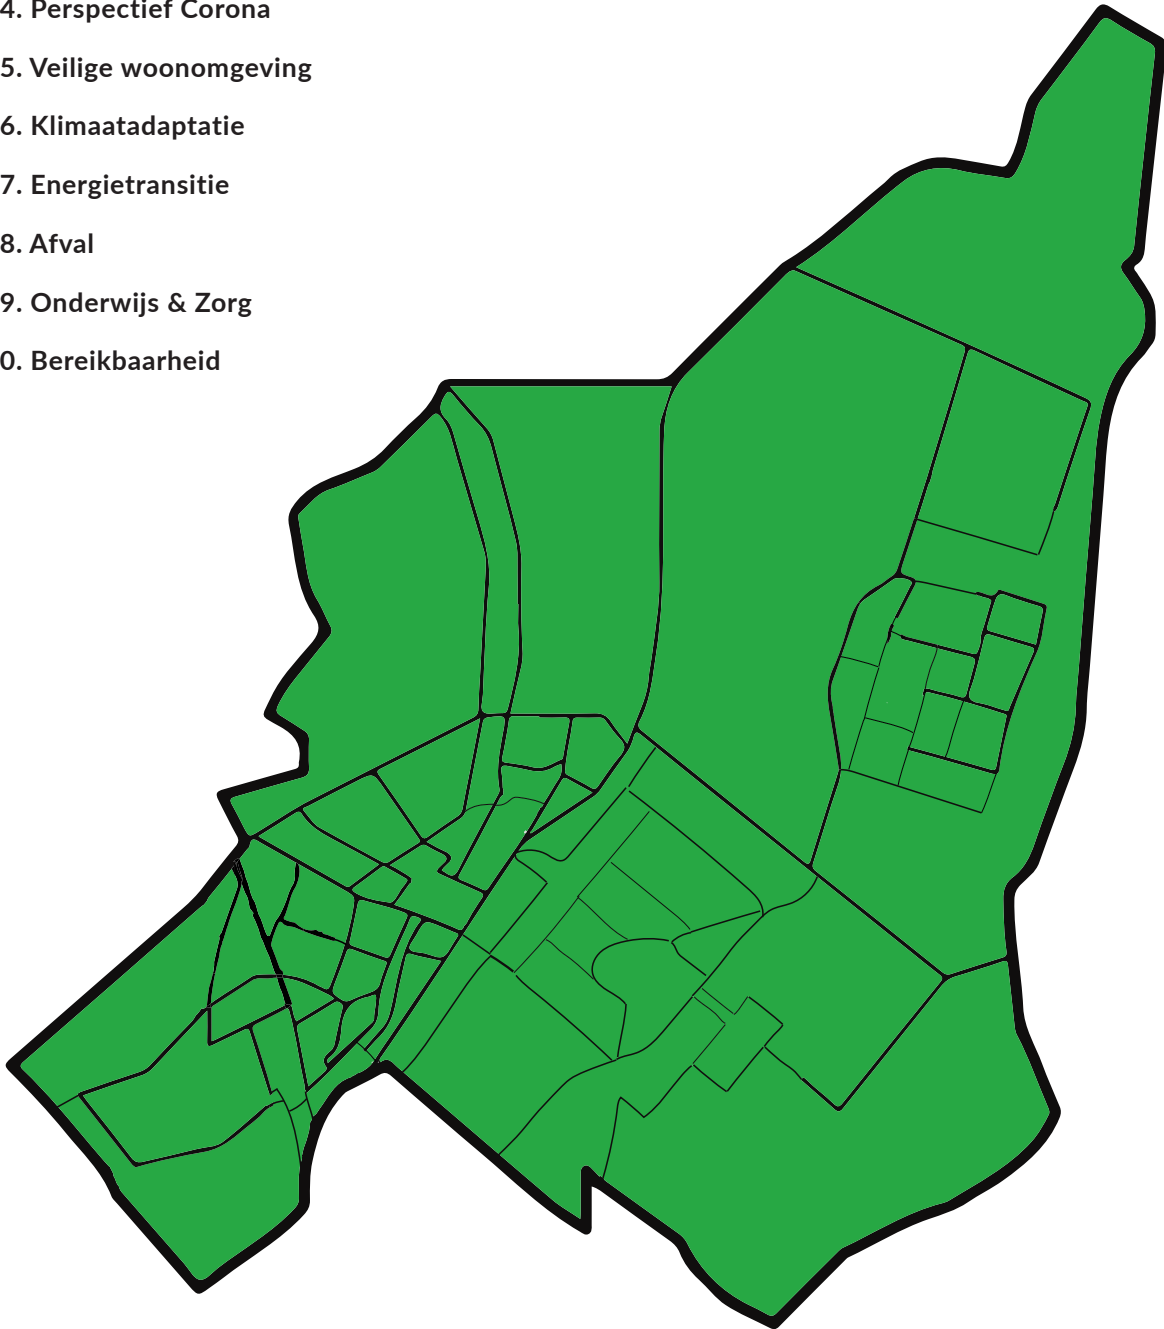 4. Perspectief Corona
5. Veilige woonomgeving
6. Klimaatadaptatie
7. Energietransitie
8. Afval
9. Onderwijs & Zorg
0. Bereikbaarheid